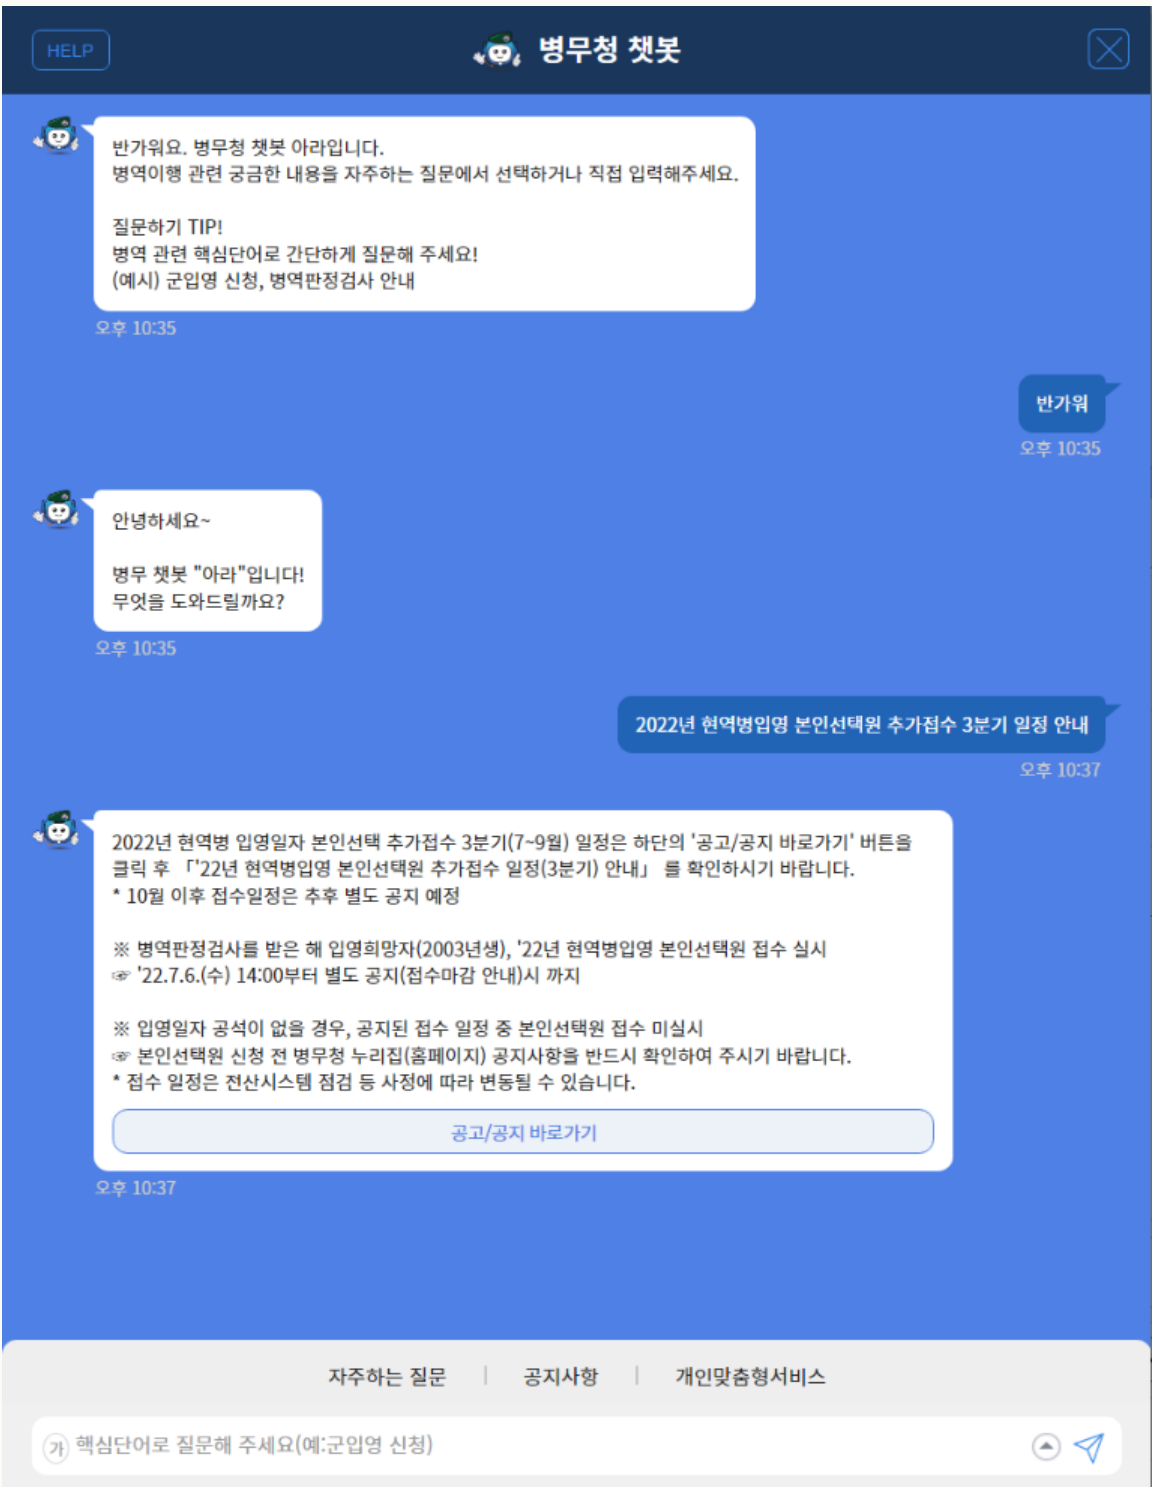 HELP
병무청 챗봇
반가워요. 병무청 챗봇 아라입니다.
병역이행 관련 궁금한 내용을 자주하는 질문에서 선택하거나 직접 입력해주세요.
질문하기 TIP!
병역 관련 핵심단어로 간단하게 질문해 주세요!
(예시) 군입영 신청, 병역판정검사 안내
오후 10:35
반가워
오후 10:35
안녕하세요~
병무 챗봇 "아라"입니다!
무엇을 도와드릴까요?
오후 10:35
2022년 현역병입영 본인선택원 추가접수 3분기 일정 안내
오후 10:37
2022년 현역병 입영일자 본인선택 추가접수 3분기(7~9월) 일정은 하단의 '공고/공지 바로가기' 버튼을
클릭 후 「'22년 현역병입영 본인선택원 추가접수 일정(3분기) 안내」 를 확인하시기 바랍니다.
* 10월 이후 접수일정은 추후 별도 공지 예정
※ 병역판정검사를 받은 해 입영희망자(2003년생), '22년 현역병입영 본인선택원 접수 실시
☞ '22.7.6.(수) 14:00부터 별도 공지(접수마감 안내)시 까지
※ 입영일자 공석이 없을 경우, 공지된 접수 일정 중 본인선택원 접수 미실시
☞ 본인선택원 신청 전 병무청 누리집(홈페이지) 공지사항을 반드시 확인하여 주시기 바랍니다.
* 접수 일정은 전산시스템 점검 등 사정에 따라 변동될 수 있습니다.
공고/공지 바로가기
오후 10:37
자주하는 질문 | 공지사항 | 개인맞춤형서비스
가 핵심단어로 질문해 주세요(예:군입영 신청)